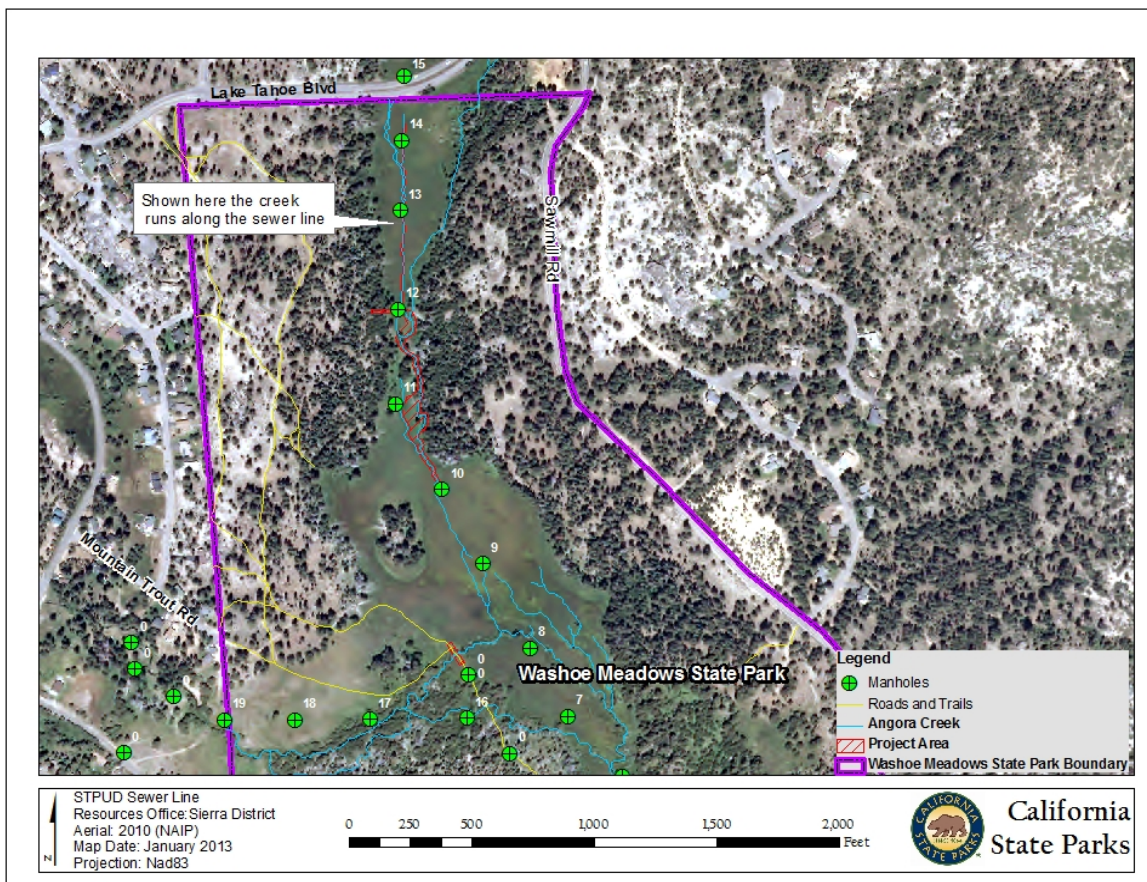 15
Lake Tahoe Blvd
14
Shown here the creek
runs along the sewer line
13
Sawmill Rd
12
11
10
9
Mountain Trout Rd
0
0
8
0
0
0
Washoe Meadows State Park
19
18
17
16
7
0
0
Legend
Manholes
Roads and Trails
Angora Creek
Project Area
Washoe Meadows State Park Boundary
N
STPUD Sewer Line
Resources Office:Sierra District
Aerial: 2010 (NAIP)
Map Date: January 2013
Projection: Nad83
0 250 500 1,000 1,500 2,000
Feet
CALIFORNIA
STATE PARKS
California
State Parks